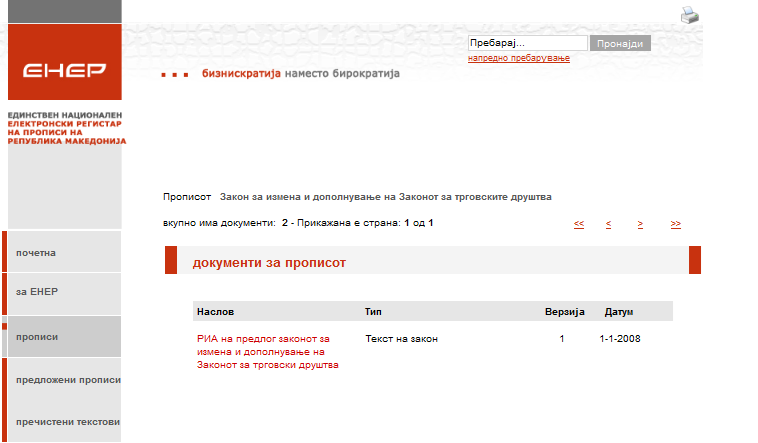 Пребарај...
Пронајди
напредно пребарување
ЕНЕР
бизнискратија наместо бирократија
ЕДИНСТВЕН НАЦИОНАЛЕН
ЕЛЕКТРОНСКИ РЕГИСТАР
НА ПРОПИСИ НА
РЕПУБЛИКА МАКЕДОНИЈА
Прописот Закон за измена и дополнување на Законот за трговските друштва
вкупно има документи: 2 - Прикажана е страна: 1 од 1 << < > >>
почетна
за ЕНЕР
прописи
предложени прописи
пречистени текстови
документи за прописот
Наслов Тип Верзија Датум
РИА на предлог законот за Текст на закон 1 1-1-2008
измена и дополнување на
Законот за трговски друштва